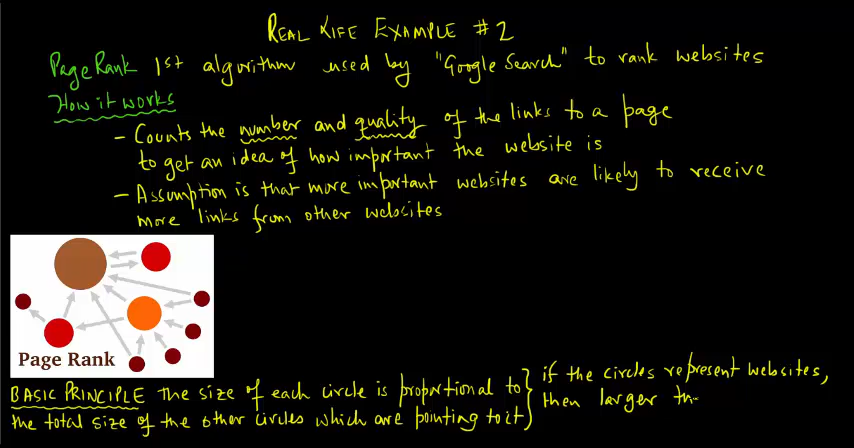 REAL LIFE EXAMPLE #2
PageRank 1st algorithm used by "Google Search" to rank websites
How it works
- Counts the number and quality of the links to a page
to get an idea of how important the website is
- Assumption is that more important websites are likely to receive
more links from other websites
Page Rank
BASIC PRINCIPLE The size of each circle is proportional to
the total size of the other circles which are pointing to it
if the circles represent websites,
then larger th